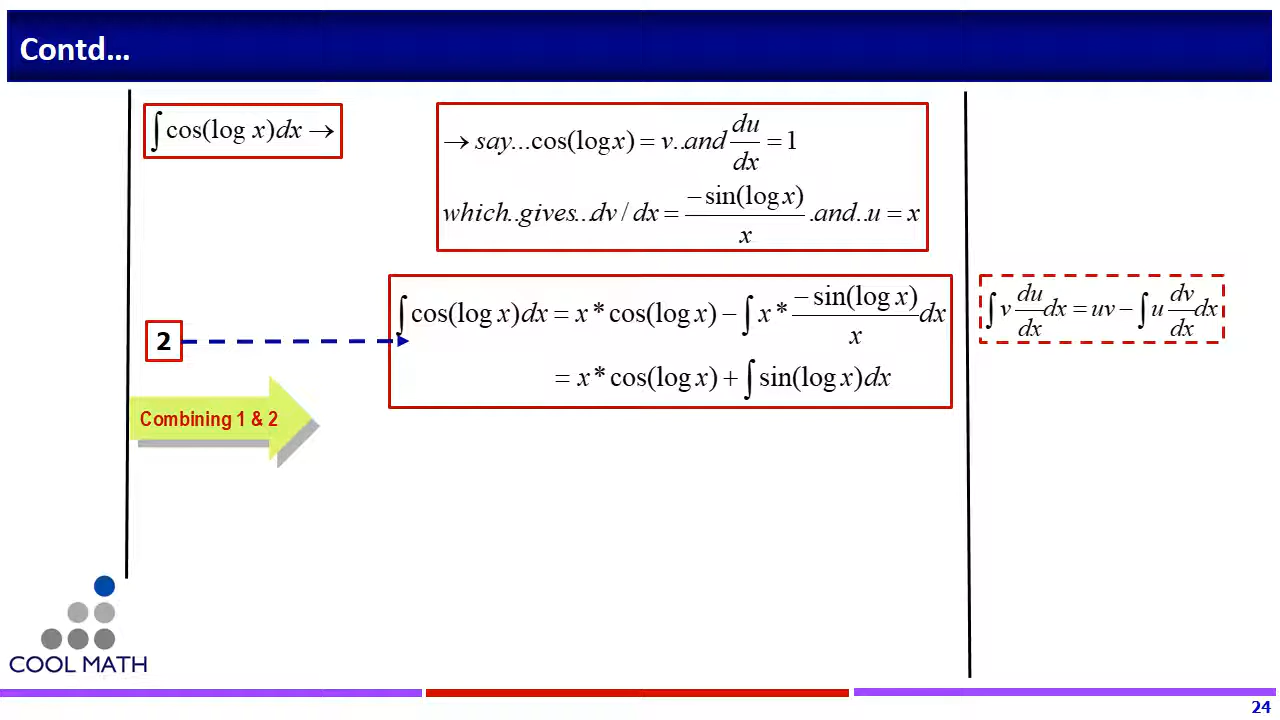 Contd...
∫cos(log x)dx →
→ say...cos(log x) = v..and du/dx = 1
which..gives...dv / dx = −sin(log x)/x .and..u = x
∫cos(log x)dx = x * cos(log x) − ∫x * −sin(log x)/x dx
= x * cos(log x) + ∫sin(log x)dx
∫v du/dx dx = uv − ∫u dv/dx dx
2
Combining 1 & 2
COOL MATH
24